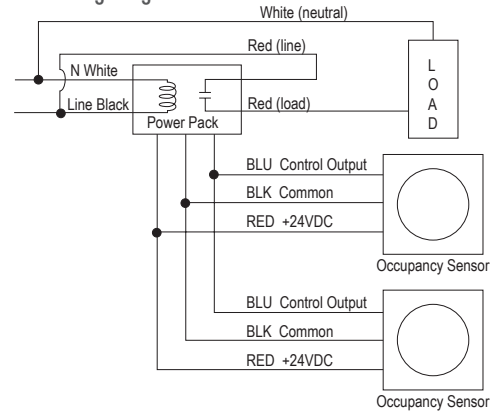 White (neutral)
Red (line)
N White
L
O
A
D
Line Black
Red (load)
Power Pack
BLU Control Output
BLK Common
RED +24VDC
Occupancy Sensor
BLU Control Output
BLK Common
RED +24VDC
Occupancy Sensor